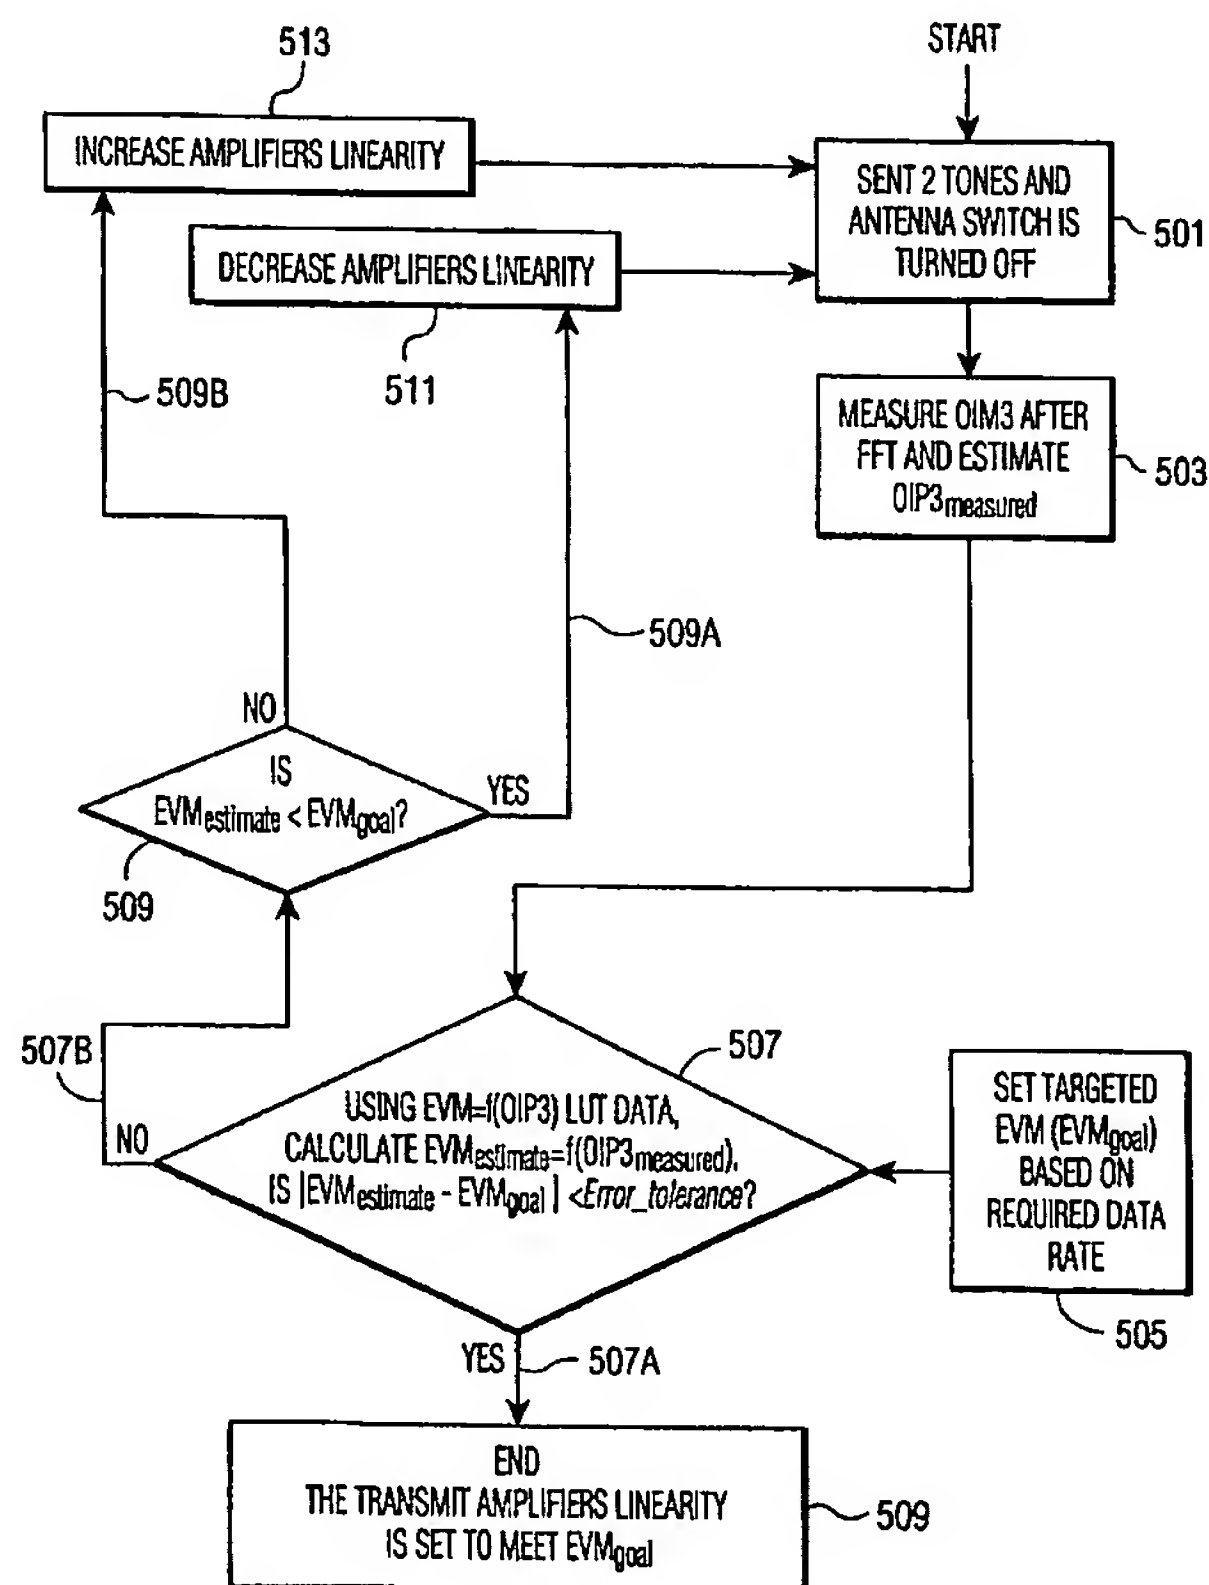 START
513
INCREASE AMPLIFIERS LINEARITY
SENT 2 TONES AND
ANTENNA SWITCH IS
TURNED OFF
501
DECREASE AMPLIFIERS LINEARITY
511
509B
MEASURE OIM3 AFTER
FFT AND ESTIMATE
OIP3measured
503
509A
NO
IS
EVMestimate < EVMgoal?
YES
509
507B
NO
507
USING EVM=f(OIP3) LUT DATA,
CALCULATE EVMestimate=f(OIP3measured).
IS |EVMestimate - EVMgoal| <Error_tolerance?
SET TARGETED
EVM (EVMgoal)
BASED ON
REQUIRED DATA
RATE
505
YES
507A
END
THE TRANSMIT AMPLIFIERS LINEARITY
IS SET TO MEET EVMgoal
509